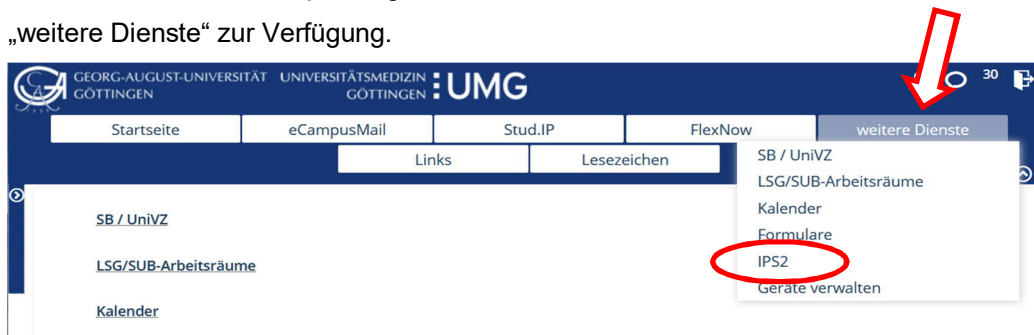 „weitere Dienste“ zur Verfügung.
GEORG-AUGUST-UNIVERSITÄT GÖTTINGEN
UNIVERSITÄTSMEDIZIN GÖTTINGEN
UMG
30
Startseite eCampusMail Stud.IP FlexNow weitere Dienste
Links Lesezeichen
SB / UniVZ
LSG/SUB-Arbeitsräume
Kalender
Formulare
IPS2
Geräte verwalten
SB / UniVZ
LSG/SUB-Arbeitsräume
Kalender